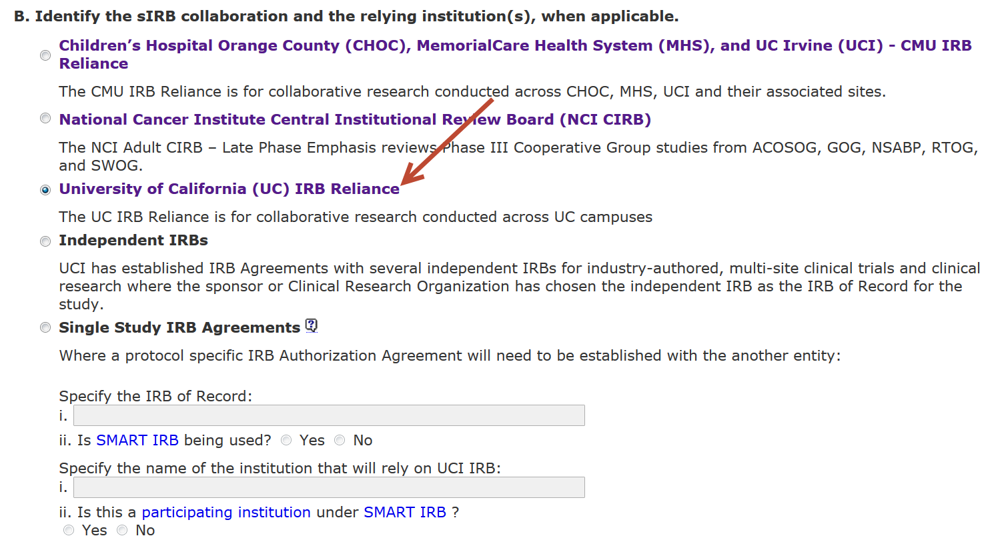 B. Identify the sIRB collaboration and the relying institution(s), when applicable.
Children’s Hospital Orange County (CHOC), MemorialCare Health System (MHS), and UC Irvine (UCI) - CMU IRB
Reliance
The CMU IRB Reliance is for collaborative research conducted across CHOC, MHS, UCI and their associated sites.
National Cancer Institute Central Institutional Review Board (NCI CIRB)
The NCI Adult CIRB – Late Phase Emphasis reviews Phase III Cooperative Group studies from ACOSOG, GOG, NSABP, RTOG,
and SWOG.
University of California (UC) IRB Reliance
The UC IRB Reliance is for collaborative research conducted across UC campuses
Independent IRBs
UCI has established IRB Agreements with several independent IRBs for industry-authored, multi-site clinical trials and clinical
research where the sponsor or Clinical Research Organization has chosen the independent IRB as the IRB of Record for the
study.
Single Study IRB Agreements ?
Where a protocol specific IRB Authorization Agreement will need to be established with the another entity:
Specify the IRB of Record:
i.
ii. Is SMART IRB being used? Yes No
Specify the name of the institution that will rely on UCI IRB:
i.
ii. Is this a participating institution under SMART IRB ?
Yes No